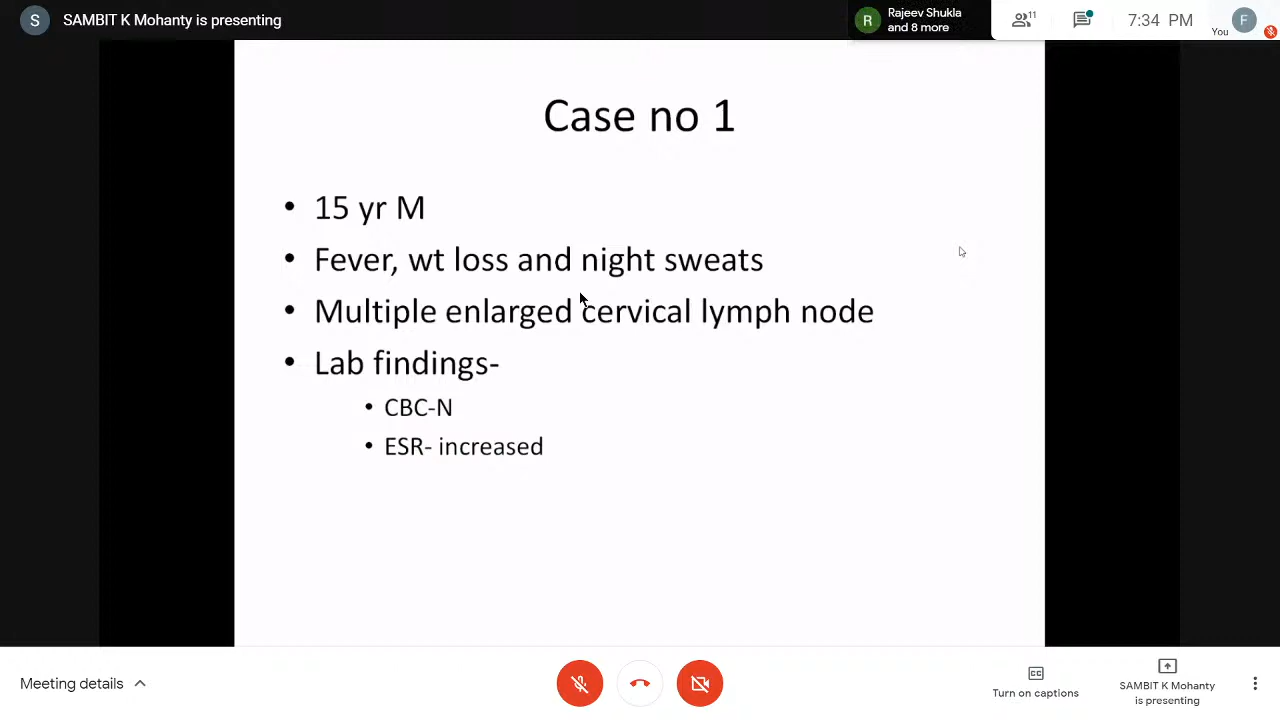 S SAMBIT K Mohanty is presenting
R Rajeev Shukla
and 8 more
11
7:34 PM
You F
Case no 1
• 15 yr M
• Fever, wt loss and night sweats
• Multiple enlarged cervical lymph node
• Lab findings-
• CBC-N
• ESR- increased
Meeting details
CC
Turn on captions
SAMBIT K Mohanty
is presenting